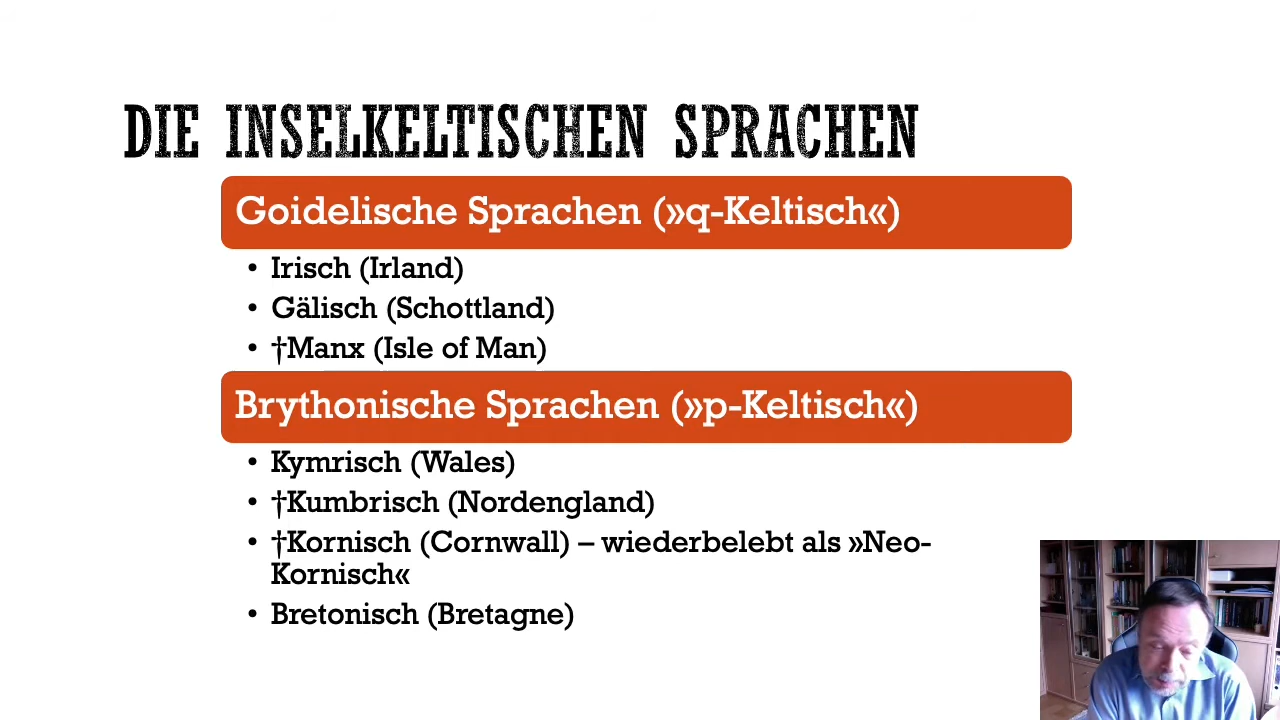 DIE INSELKELTISCHEN SPRACHEN
Goidelische Sprachen (»q-Keltisch«)
• Irisch (Irland)
• Gälisch (Schottland)
• †Manx (Isle of Man)
Brythonische Sprachen (»p-Keltisch«)
• Kymrisch (Wales)
• †Kumbrisch (Nordengland)
• †Kornisch (Cornwall) – wiederbelebt als »Neo-
Kornisch«
• Bretonisch (Bretagne)